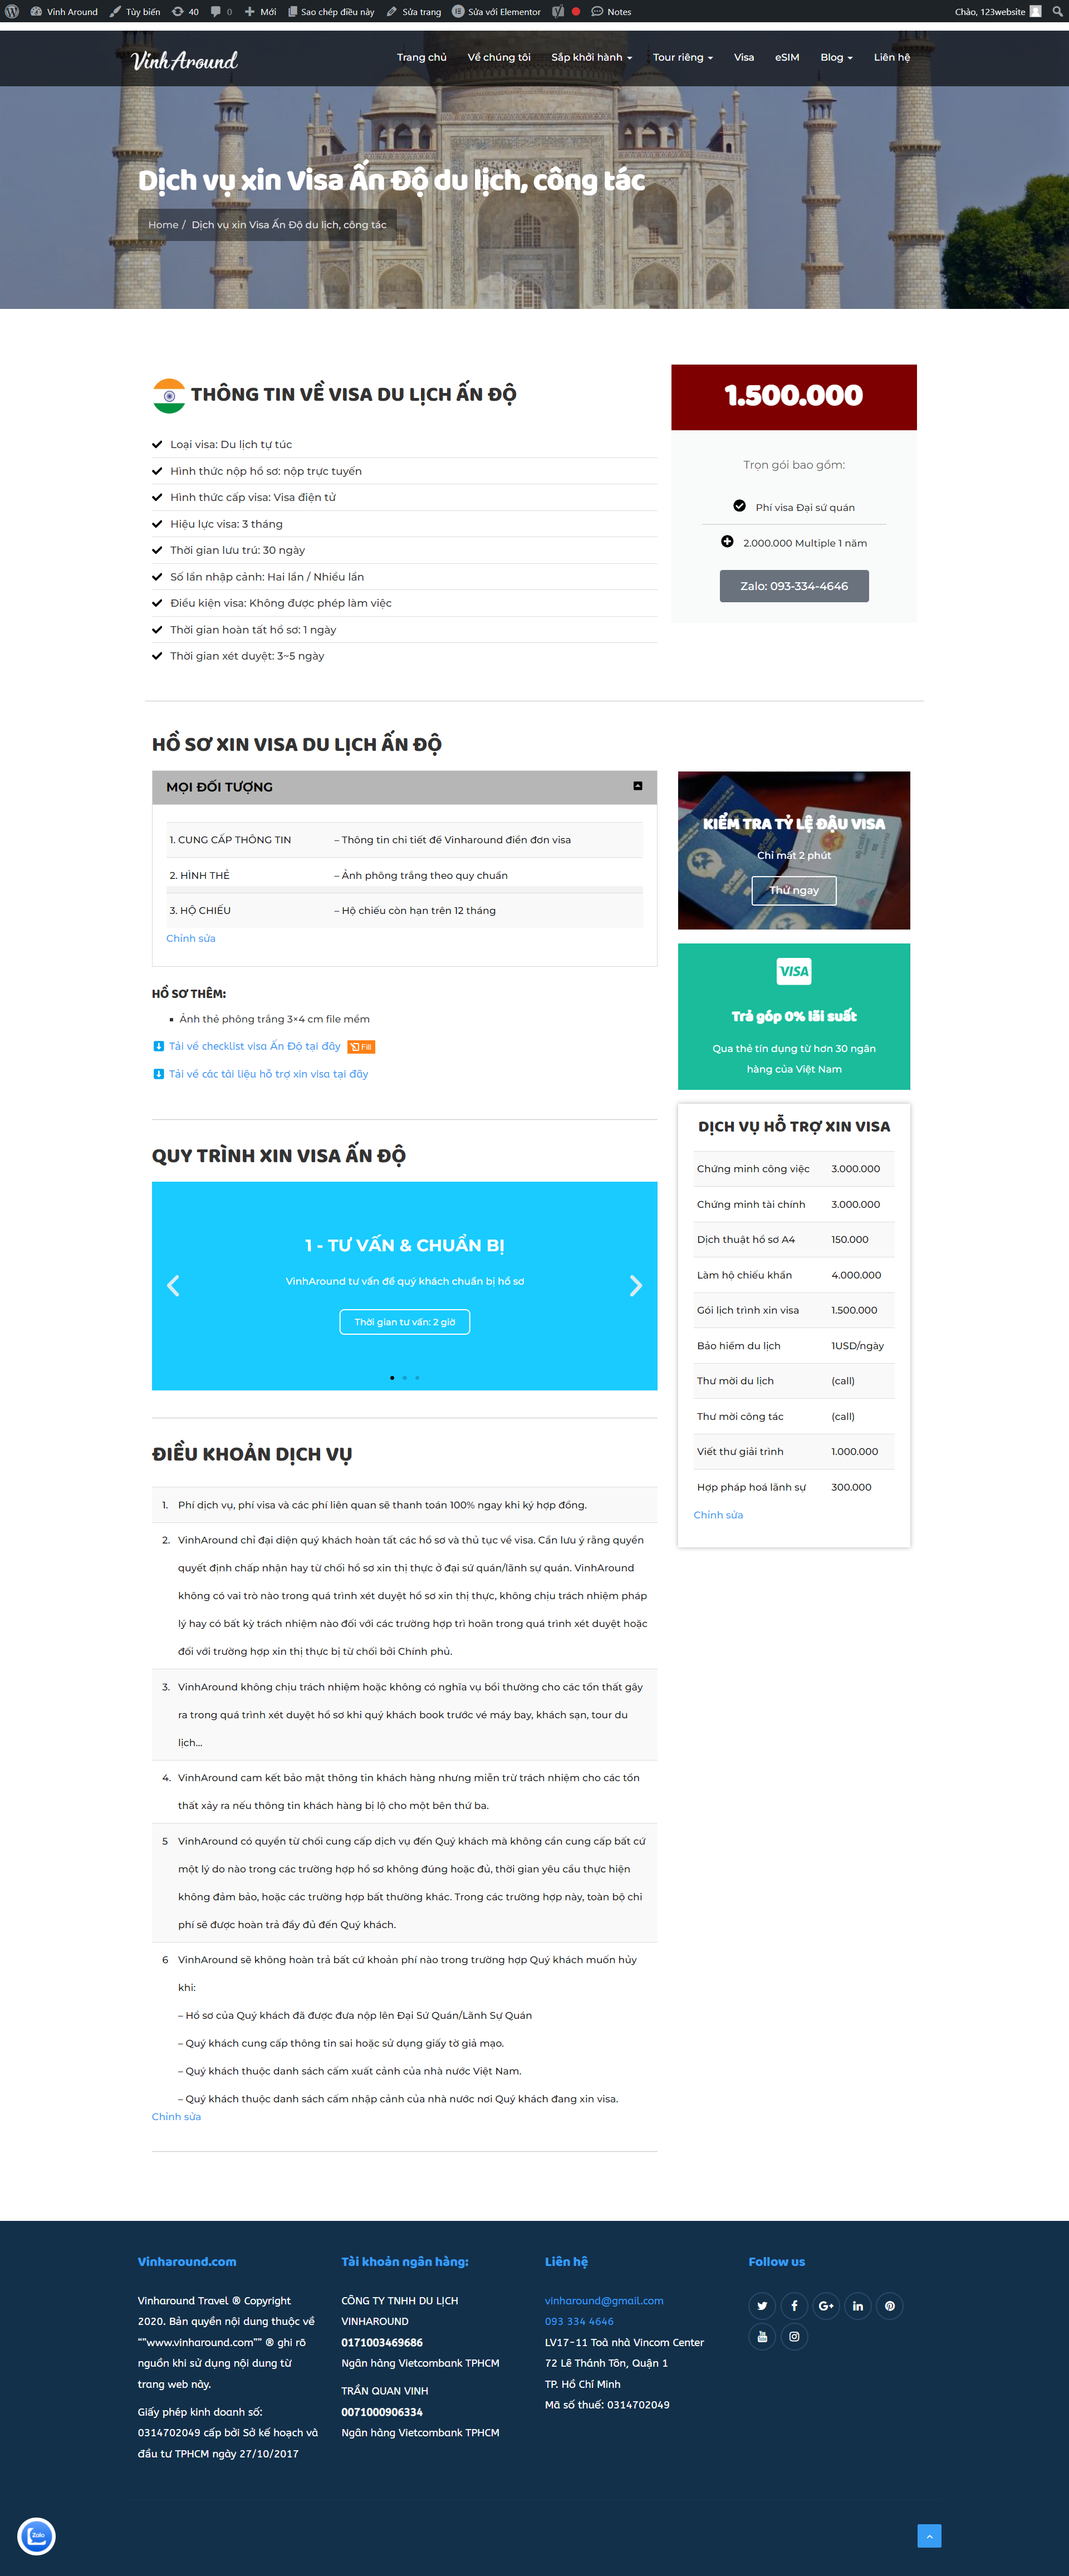 Vinh Around
Tùy biến
40
0
Mới
Sao chép điều này
Sửa trang
Sửa với Elementor
Notes
Chào, 123website
VinhAround
Trang chủ
Về chúng tôi
Sắp khởi hành
Tour riêng
Visa
eSIM
Blog
Liên hệ
Dịch vụ xin Visa Ấn Độ du lịch, công tác
Home / Dịch vụ xin Visa Ấn Độ du lịch, công tác
THÔNG TIN VỀ VISA DU LỊCH ẤN ĐỘ
Loại visa: Du lịch tự túc
Hình thức nộp hồ sơ: nộp trực tuyến
Hình thức cấp visa: Visa điện tử
Hiệu lực visa: 3 tháng
Thời gian lưu trú: 30 ngày
Số lần nhập cảnh: Hai lần / Nhiều lần
Điều kiện visa: Không được phép làm việc
Thời gian hoàn tất hồ sơ: 1 ngày
Thời gian xét duyệt: 3~5 ngày
1.500.000
Trọn gói bao gồm:
Phí visa Đại sứ quán
2.000.000 Multiple 1 năm
Zalo: 093-334-4646
HỒ SƠ XIN VISA DU LỊCH ẤN ĐỘ
MỌI ĐỐI TƯỢNG
1. CUNG CẤP THÔNG TIN – Thông tin chi tiết để Vinharound điền đơn visa
2. HÌNH THẺ – Ảnh phông trắng theo quy chuẩn
3. HỘ CHIẾU – Hộ chiếu còn hạn trên 12 tháng
Chỉnh sửa
HỒ SƠ THÊM:
Ảnh thẻ phông trắng 3×4 cm file mềm
Tải về checklist visa Ấn Độ tại đây Fill
Tải về các tài liệu hỗ trợ xin visa tại đây
KIỂM TRA TỶ LỆ ĐẬU VISA
Chỉ mất 2 phút
Thử ngay
VISA
Trả góp 0% lãi suất
Qua thẻ tín dụng từ hơn 30 ngân
hàng của Việt Nam
DỊCH VỤ HỖ TRỢ XIN VISA
Chứng minh công việc 3.000.000
Chứng minh tài chính 3.000.000
Dịch thuật hồ sơ A4 150.000
Làm hộ chiếu khẩn 4.000.000
Gói lịch trình xin visa 1.500.000
Bảo hiểm du lịch 1USD/ngày
Thư mời du lịch (call)
Thư mời công tác (call)
Viết thư giải trình 1.000.000
Hợp pháp hoá lãnh sự 300.000
Chỉnh sửa
QUY TRÌNH XIN VISA ẤN ĐỘ
1 - TƯ VẤN & CHUẨN BỊ
VinhAround tư vấn để quý khách chuẩn bị hồ sơ
Thời gian tư vấn: 2 giờ
ĐIỀU KHOẢN DỊCH VỤ
1. Phí dịch vụ, phí visa và các phí liên quan sẽ thanh toán 100% ngay khi ký hợp đồng.
2. VinhAround chỉ đại diện quý khách hoàn tất các hồ sơ và thủ tục về visa. Cần lưu ý rằng quyền
quyết định chấp nhận hay từ chối hồ sơ xin thị thực ở đại sứ quán/lãnh sự quán. VinhAround
không có vai trò nào trong quá trình xét duyệt hồ sơ xin thị thực, không chịu trách nhiệm pháp
lý hay có bất kỳ trách nhiệm nào đối với các trường hợp trì hoãn trong quá trình xét duyệt hoặc
đối với trường hợp xin thị thực bị từ chối bởi Chính phủ.
3. VinhAround không chịu trách nhiệm hoặc không có nghĩa vụ bồi thường cho các tổn thất gây
ra trong quá trình xét duyệt hồ sơ khi quý khách book trước vé máy bay, khách sạn, tour du
lịch...
4. VinhAround cam kết bảo mật thông tin khách hàng nhưng miễn trừ trách nhiệm cho các tổn
thất xảy ra nếu thông tin khách hàng bị lộ cho một bên thứ ba.
5 VinhAround có quyền từ chối cung cấp dịch vụ đến Quý khách mà không cần cung cấp bất cứ
một lý do nào trong các trường hợp hồ sơ không đúng hoặc đủ, thời gian yêu cầu thực hiện
không đảm bảo, hoặc các trường hợp bất thường khác. Trong các trường hợp này, toàn bộ chi
phí sẽ được hoàn trả đầy đủ đến Quý khách.
6 VinhAround sẽ không hoàn trả bất cứ khoản phí nào trong trường hợp Quý khách muốn hủy
khi:
– Hồ sơ của Quý khách đã được đưa nộp lên Đại Sứ Quán/Lãnh Sự Quán
– Quý khách cung cấp thông tin sai hoặc sử dụng giấy tờ giả mạo.
– Quý khách thuộc danh sách cấm xuất cảnh của nhà nước Việt Nam.
– Quý khách thuộc danh sách cấm nhập cảnh của nhà nước nơi Quý khách đang xin visa.
Chỉnh sửa
Vinharound.com
Vinharound Travel ® Copyright
2020. Bản quyền nội dung thuộc về
“”www.vinharound.com”” ® ghi rõ
nguồn khi sử dụng nội dung từ
trang web này.
Giấy phép kinh doanh số:
0314702049 cấp bởi Sở kế hoạch và
đầu tư TPHCM ngày 27/10/2017
Tài khoản ngân hàng:
CÔNG TY TNHH DU LỊCH
VINHAROUND
0171003469686
Ngân hàng Vietcombank TPHCM
TRẦN QUAN VINH
0071000906334
Ngân hàng Vietcombank TPHCM
Liên hệ
vinharound@gmail.com
093 334 4646
LV17-11 Toà nhà Vincom Center
72 Lê Thánh Tôn, Quận 1
TP. Hồ Chí Minh
Mã số thuế: 0314702049
Follow us
Zalo